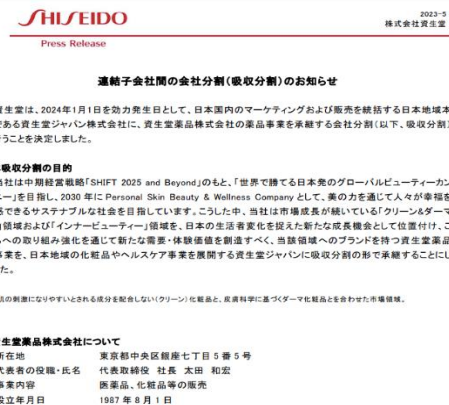 SHISEIDO
2023-5
株式会社資生堂
Press Release
連結子会社間の会社分割(吸収分割)のお知らせ
資生堂は、2024年1月1日を効力発生日として、日本国内のマーケティングおよび販売を統括する日本地域本
である資生堂ジャパン株式会社に、資生堂薬品株式会社の薬品事業を承継する会社分割(以下、吸収分割)
うことを決定しました。
吸収分割の目的
当社は中期経営戦略「SHIFT 2025 and Beyond」のもと、「世界で勝てる日本発のグローバルビューティーカン
ニー」を目指し、2030 年に Personal Skin Beauty & Wellness Company として、美の力を通じて人々が幸福を
感できるサステナブルな社会を目指しています。こうした中、当社は市場成長が続いている「クリーン&ダーマ
領域および「インナービューティー」領域を、日本の生活者変化を捉えた新たな成長機会として位置付け、こ
らへの取り組み強化を通じて新たな需要・体験価値を創造すべく、当該領域へのブランドを持つ資生堂薬品
事業を、日本地域の化粧品やヘルスケア事業を展開する資生堂ジャパンに吸収分割の形で承継することにし
た。
肌の刺激になりやすいとされる成分を配合しない(クリーン)化粧品と、皮膚科学に基づくダーマ化粧品とを合わせた市場領域。
生堂薬品株式会社について
所在地 東京都中央区銀座七丁目5番5号
代表者の役職・氏名 代表取締役 社長 太田 和宏
事業内容 医薬品、化粧品等の販売
設立年月日 1987 年 8 月 1 日